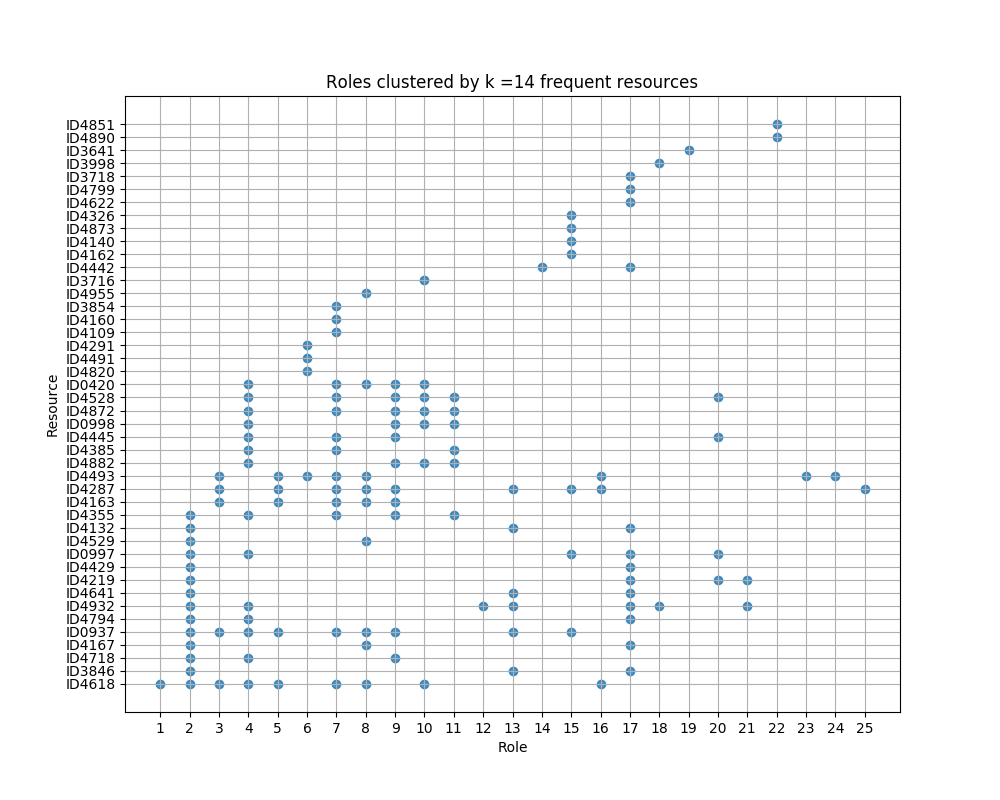 Roles clustered by k =14 frequent resources
ID4851
ID4890
ID3641
ID3998
ID3718
ID4799
ID4622
ID4326
ID4873
ID4140
ID4162
ID4442
ID3716
ID4955
ID3854
ID4160
ID4109
ID4291
ID4491
ID4820
ID0420
ID4528
ID4872
ID0998
ID4445
ID4385
ID4882
ID4493
ID4287
ID4163
ID4355
ID4132
ID4529
ID0997
ID4429
ID4219
ID4641
ID4932
ID4794
ID0937
ID4167
ID4718
ID3846
ID4618
Resource
1 2 3 4 5 6 7 8 9 10 11 12 13 14 15 16 17 18 19 20 21 22 23 24 25
Role